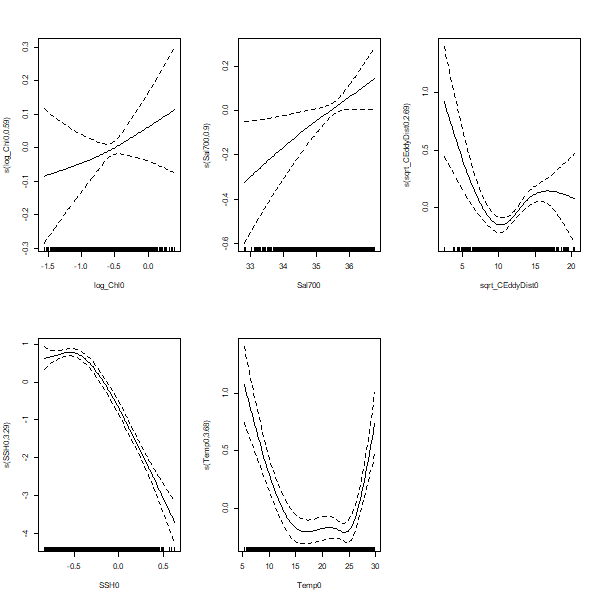 s(log_Chl0,0.59)
0.3
0.2
0.1
0.0
-0.1
-0.2
-0.3
-1.5 -1.0 -0.5 0.0
log_Chl0
s(Sal700,0.9)
0.2
0.0
-0.2
-0.4
-0.6
33 34 35 36
Sal700
s(sqrt_CEddyDist0,2.69)
1.0
0.5
0.0
5 10 15 20
sqrt_CEddyDist0
s(SSH0,3.29)
1
0
-1
-2
-3
-4
-0.5 0.0 0.5
SSH0
s(Temp0,3.68)
1.0
0.5
0.0
5 10 15 20 25 30
Temp0